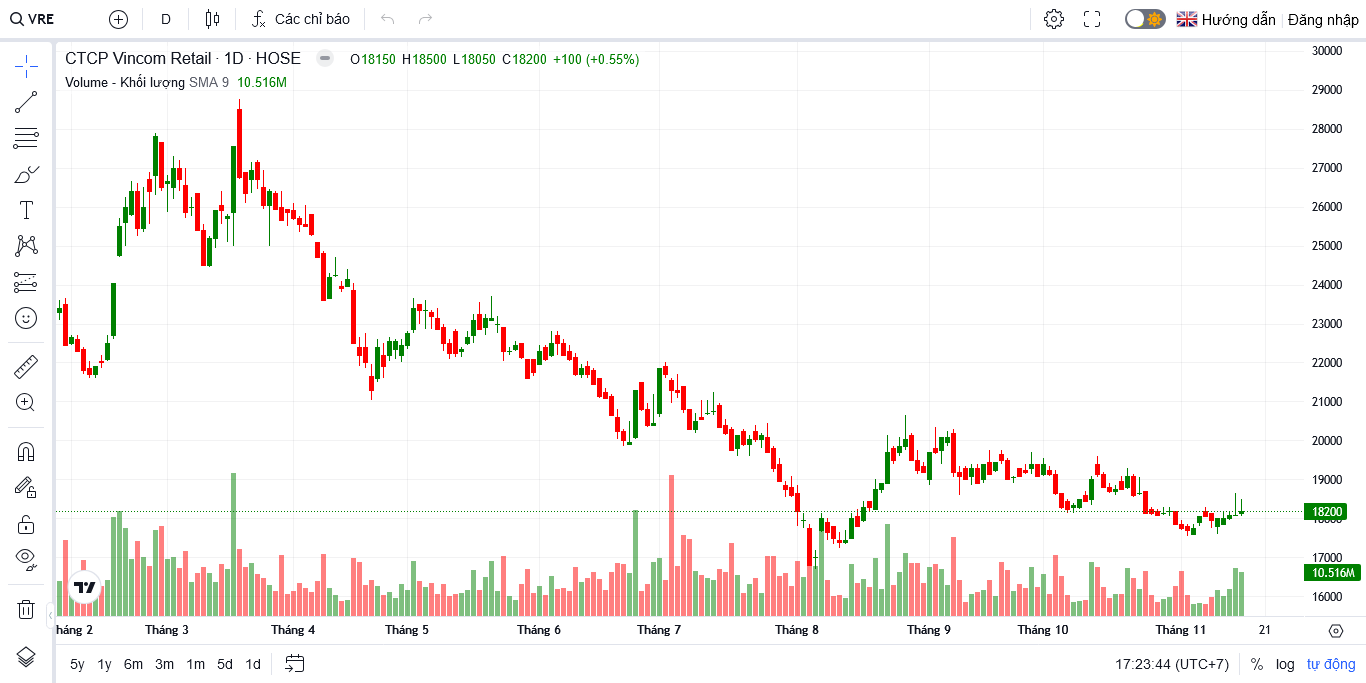 VRE D Các chỉ báo Hướng dẫn Đăng nhập
CTCP Vincom Retail · 1D · HOSE O18150 H18500 L18050 C18200 +100 (+0.55%)
Volume - Khối lượng SMA 9 10.516M
30000
29000
28000
27000
26000
25000
24000
23000
22000
21000
20000
19000
18200
18000
17000
10.516M
16000
háng 2 Tháng 3 Tháng 4 Tháng 5 Tháng 6 Tháng 7 Tháng 8 Tháng 9 Tháng 10 Tháng 11 21
5y 1y 6m 3m 1m 5d 1d 17:23:44 (UTC+7) % log tự động